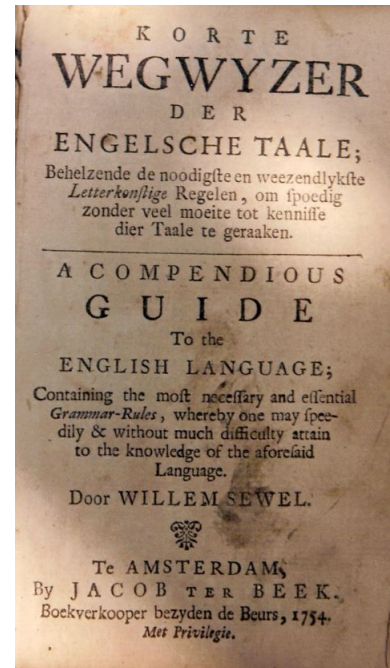 KORTE
WEGWYZER
DER
ENGELSCHE TAALE;
Behelzende de noodigſte en weezendlykſte
Letterkonſtige Regelen, om ſpoedig
zonder veel moeite tot kenniſſe
dier Taale te geraaken.
A COMPENDIOUS
GUIDE
To the
ENGLISH LANGUAGE;
Containing the moſt neceſſary and eſſential
Grammar-Rules, whereby one may ſpee-
dily & without much difficulty attain
to the knowledge of the aforeſaid
Language.
Door WILLEM SEWEL.
Te AMSTERDAM,
By JACOB TER BEEK.
Boekverkooper bezyden de Beurs, 1754.
Met Privilegie.